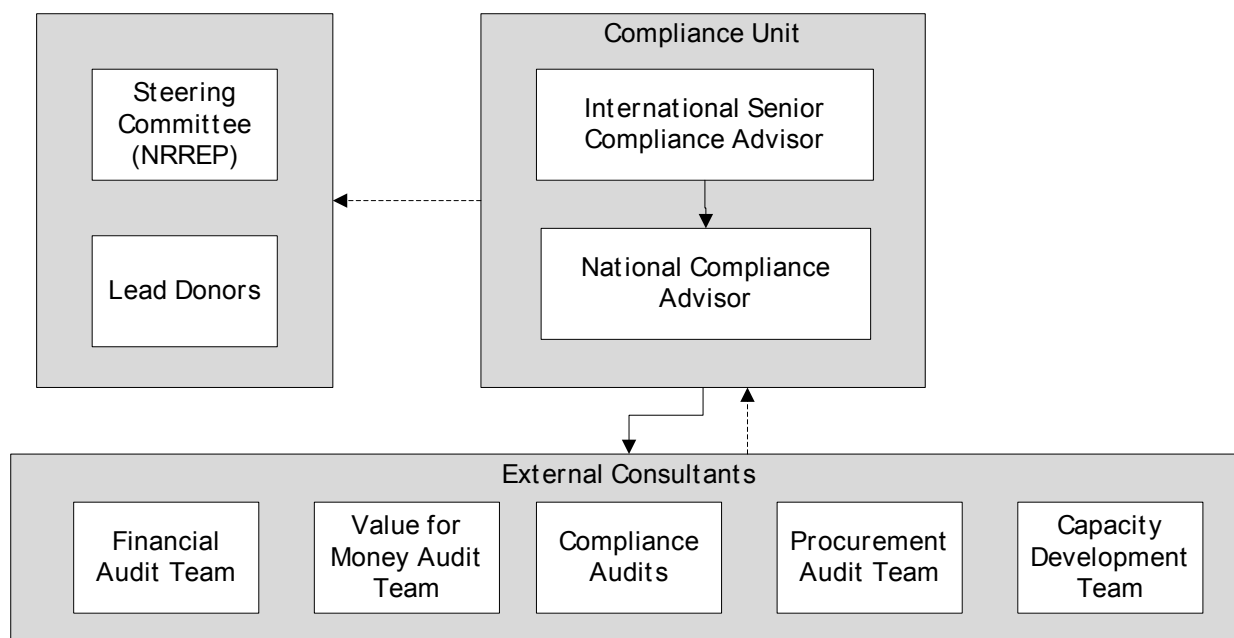 Steering
Committee
(NRREP)
Lead Donors
Compliance Unit
International Senior
Compliance Advisor
National Compliance
Advisor
External Consultants
Financial
Audit Team
Value for
Money Audit
Team
Compliance
Audits
Procurement
Audit Team
Capacity
Development
Team